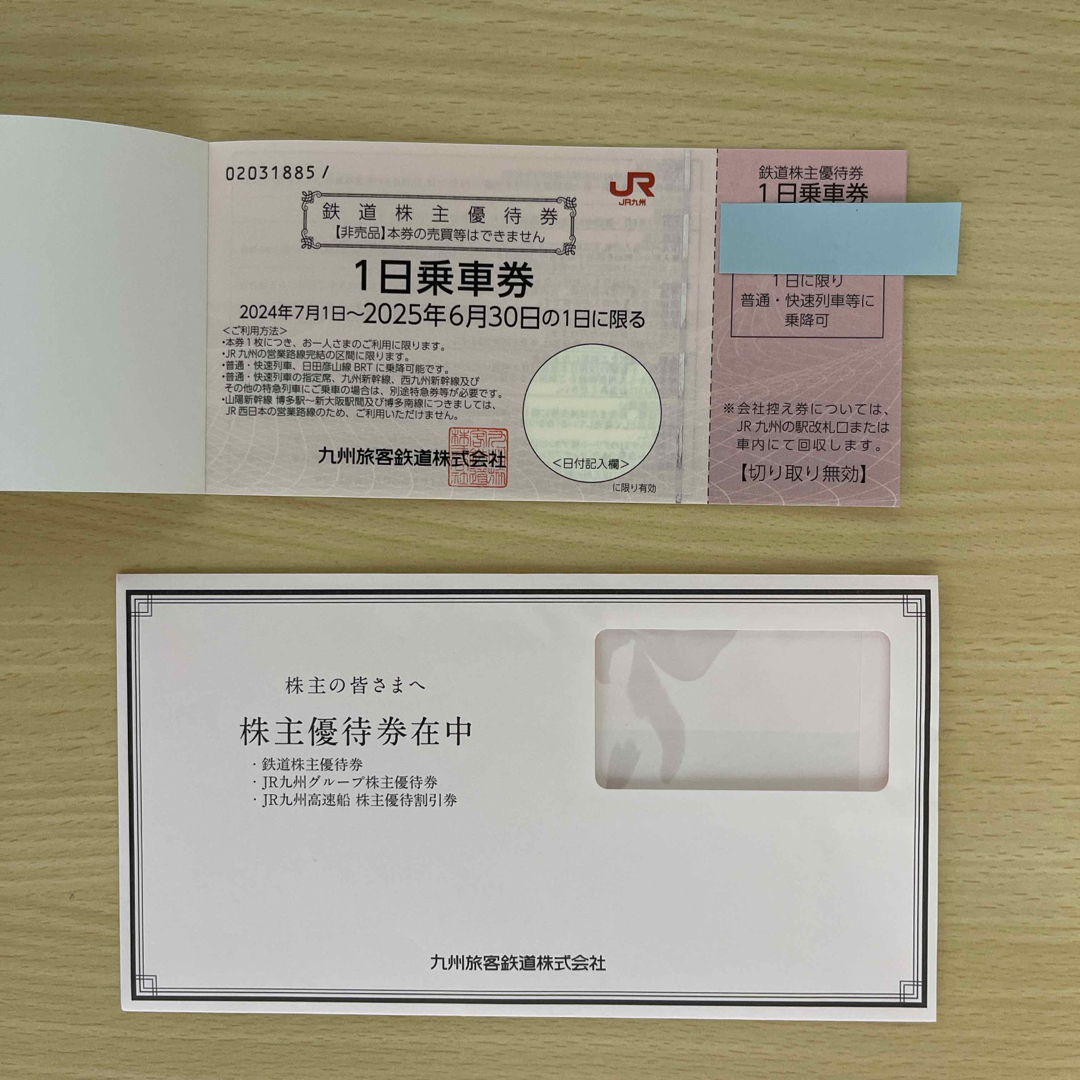 02031885 /
JR
JR九州
鉄道株主優待券
【非売品】本券の売買等はできません
1日乗車券
2024年7月1日～2025年6月30日の1日に限る
<ご利用方法>
・本券1枚につき、お一人さまのご利用に限ります。
・JR九州の営業路線完結の区間に限ります。
・普通・快速列車、日田彦山線BRTに乗降可能です。
・普通・快速列車の指定席、九州新幹線、西九州新幹線及び
その他の特急列車にご乗車の場合は、別途特急券等が必要です。
・山陽新幹線 博多駅～新大阪駅間及び博多南線につきましては、
JR西日本の営業路線のため、ご利用いただけません。
九州旅客鉄道株式会社
<日付記入欄>
に限り有効
鉄道株主優待券
1日乗車券
1日に限り
普通・快速列車等に
乗降可
※会社控え券については、
JR九州の駅改札口または
車内にて回収します。
【切り取り無効】
株主の皆さまへ
株主優待券在中
・鉄道株主優待券
・JR九州グループ株主優待券
・JR九州高速船 株主優待割引券
九州旅客鉄道株式会社